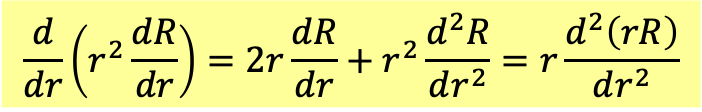 d/dr (r² dR/dr) = 2r dR/dr + r² d²R/dr² = r d²(rR)/dr²